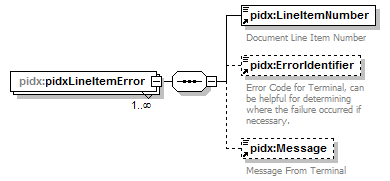 pidx:LineItemNumber
Document Line Item Number
pidx:pidxLineItemError
1..∞
pidx:ErrorIdentifier
Error Code for Terminal, can
be helpful for determining
where the failure occurred if
necessary.
pidx:Message
Message From Terminal